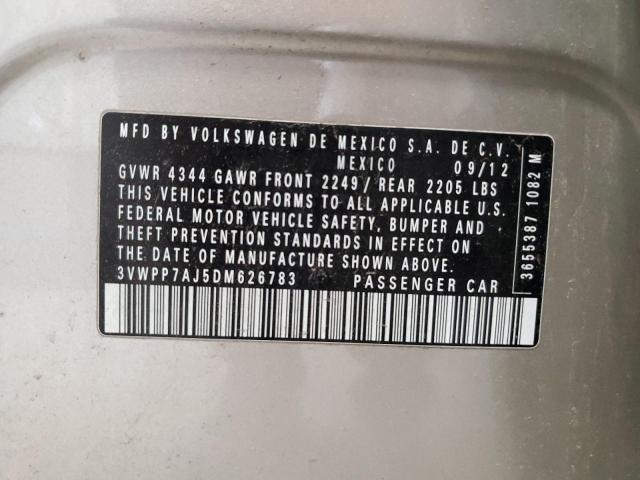 MFD BY VOLKSWAGEN DE MEXICO S.A. DE C.V.
MEXICO 09/12
GVWR 4344 GAWR FRONT 2249/ REAR 2205 LBS
THIS VEHICLE CONFORMS TO ALL APPLICABLE U.S.
FEDERAL MOTOR VEHICLE SAFETY, BUMPER AND
THEFT PREVENTION STANDARDS IN EFFECT ON
THE DATE OF MANUFACTURE SHOWN ABOVE.
3VWPP7AJ5DM626783 PASSENGER CAR
3655387 1082 M